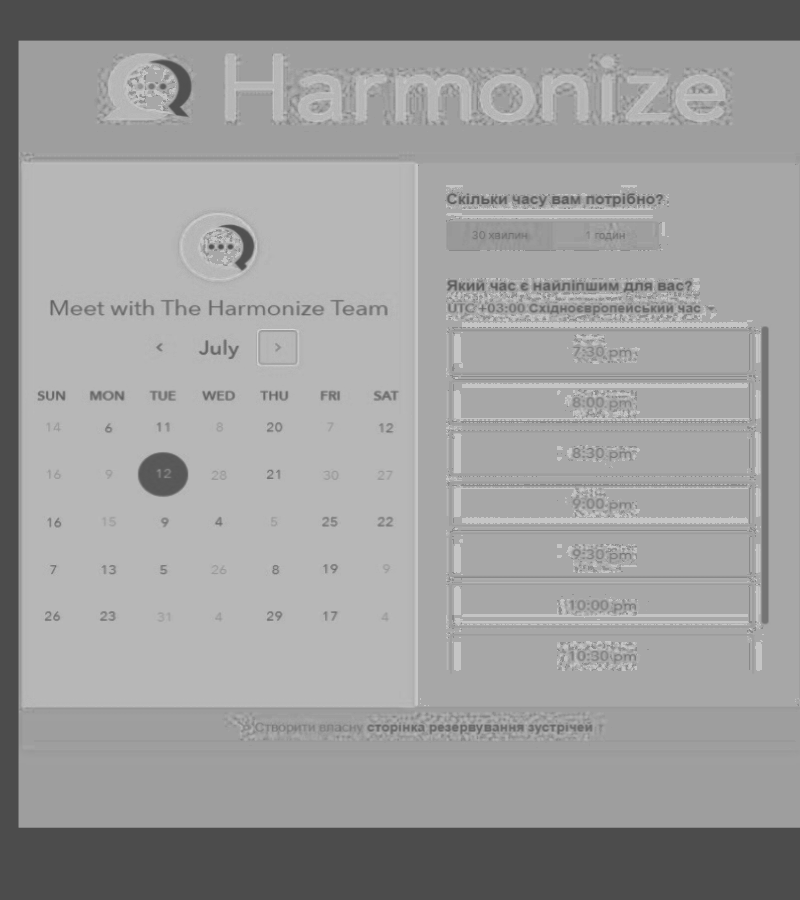 Harmonize
Meet with The Harmonize Team
< July >
SUN MON TUE WED THU FRI SAT
14 6 11 8 20 7 12
16 9 12 28 21 30 27
16 15 9 4 5 25 22
7 13 5 26 8 19 9
26 23 31 4 29 17 4
Скільки часу вам потрібно?
30 хвилин 1 годин
Який час є найліпшим для вас?
UTC +03:00 Східноєвропейський час
7:30 pm
8:00 pm
8:30 pm
9:00 pm
9:30 pm
10:00 pm
10:30 pm
Створити власну сторінка резервування зустрічей